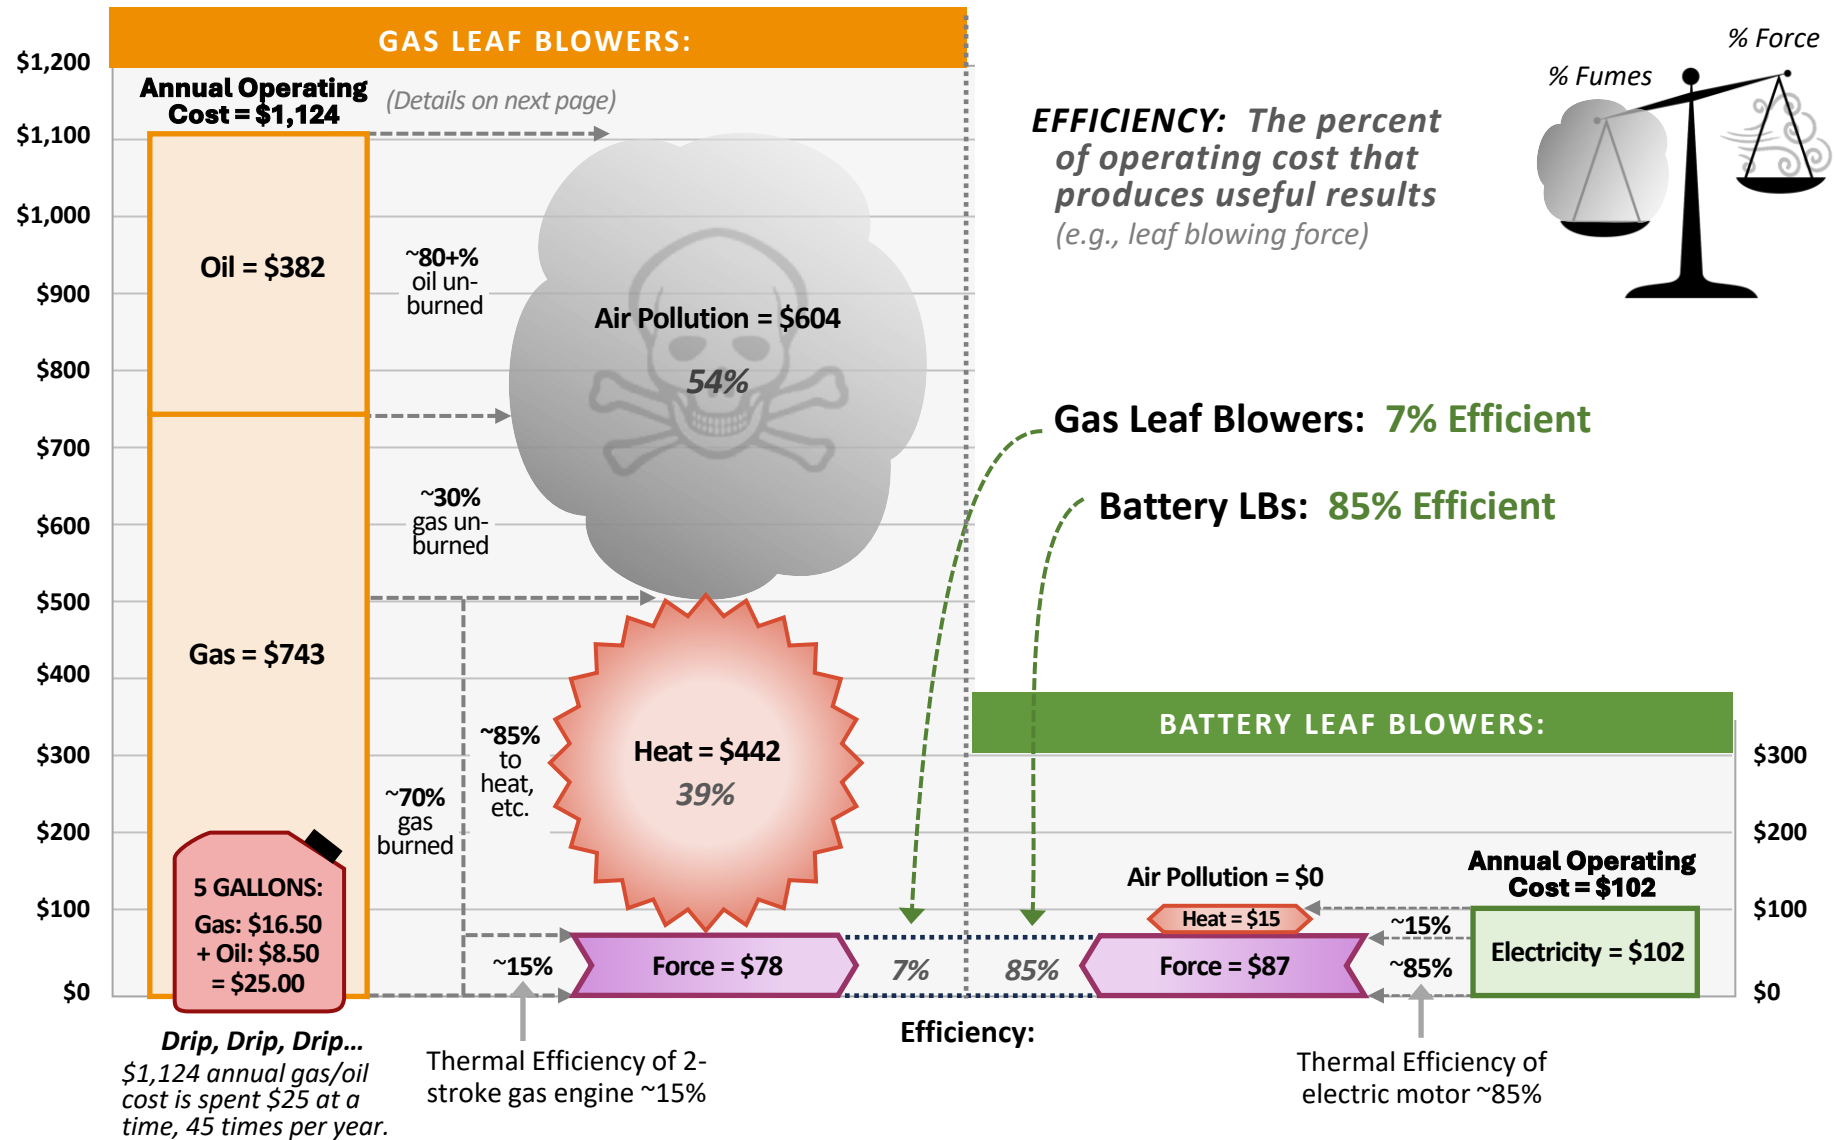 GAS LEAF BLOWERS:
% Force
% Fumes
$1,200
$1,100
$1,000
$900
$800
$700
$600
$500
$400
$300
$200
$100
$0
Annual Operating
Cost = $1,124
(Details on next page)
Oil = $382
Gas = $743
5 GALLONS:
Gas: $16.50
+ Oil: $8.50
= $25.00
Drip, Drip, Drip...
$1,124 annual gas/oil
cost is spent $25 at a
time, 45 times per year.
~80+%
oil un-
burned
~30%
gas un-
burned
~70%
gas
burned
~85%
to
heat,
etc.
~15%
Air Pollution = $604
54%
Heat = $442
39%
Force = $78
7%
Thermal Efficiency of 2-
stroke gas engine ~15%
EFFICIENCY: The percent
of operating cost that
produces useful results
(e.g., leaf blowing force)
Gas Leaf Blowers: 7% Efficient
Battery LBs: 85% Efficient
BATTERY LEAF BLOWERS:
$300
$200
$100
$0
Annual Operating
Cost = $102
Air Pollution = $0
Heat = $15
~15%
Electricity = $102
85%
Force = $87
~85%
Efficiency:
Thermal Efficiency of
electric motor ~85%